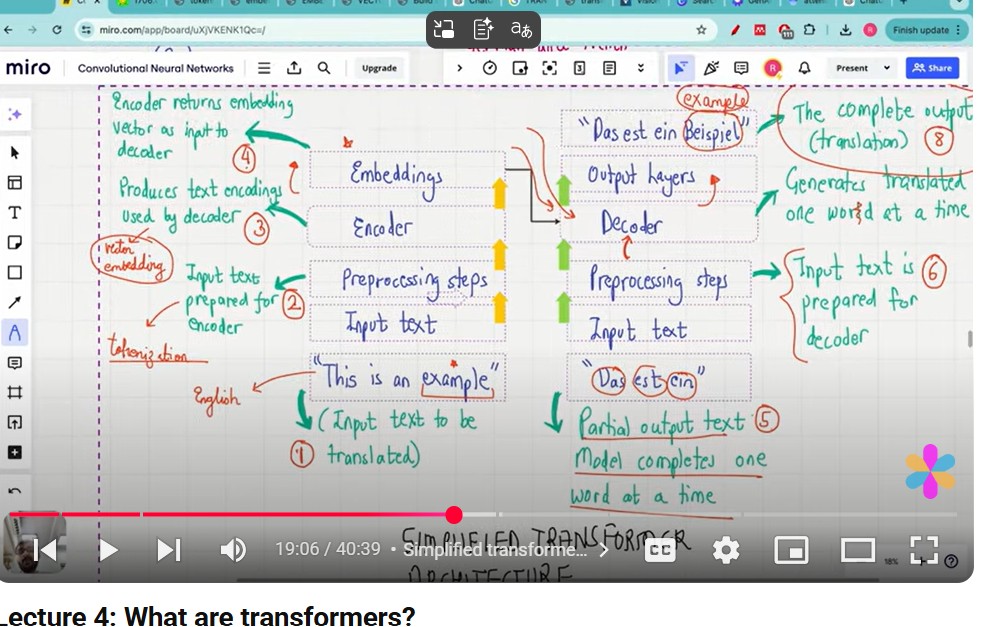 miro.com/app/board/uXjVKENK1Qc=/
Finish update
miro
Convolutional Neural Networks
Upgrade
Present
Share
Encoder returns embedding
vector as input to
decoder
4
Produces text encodings
used by decoder
3
vector
embedding
Input text
prepared for
encoder
2
tokenization
English
Embeddings
Encoder
Preprocessing steps
Input text
"This is an example"
(Input text to be
translated)
1
example
"Das est ein Beispiel"
Output layers
Decoder
Preprocessing steps
Input text
"Das est ein"
Partial output text 5
Model completes one
word at a time
The complete output
(translation) 8
Generates translated
one word at a time
Input text is 6
prepared for
decoder
SIMPLIFIED TRANSFORMER
ARCHITECTURE
19:06 / 40:39 • Simplified transforme...
CC
18%
Lecture 4: What are transformers?